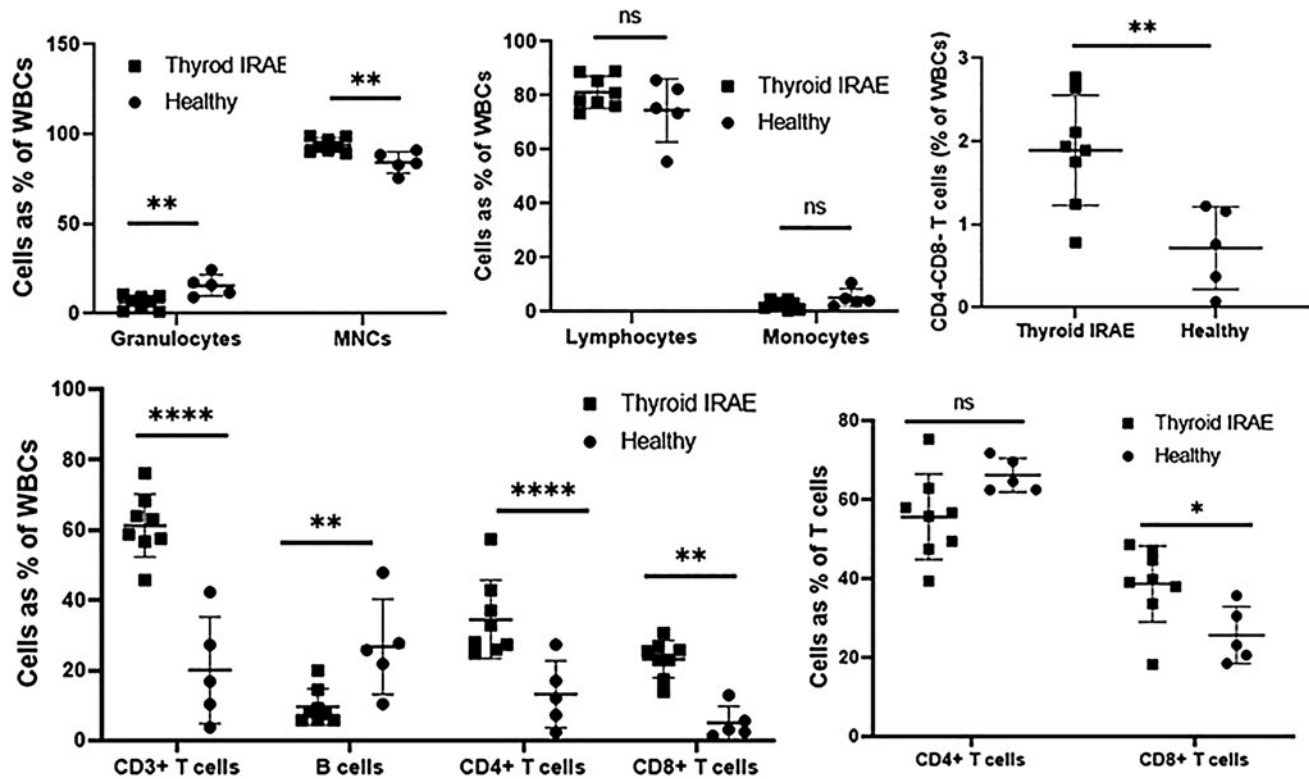 Cells as % of WBCs
150
100
50
0
Thyrod IRAE
Healthy
**
**
Granulocytes
MNCs
Cells as % of WBCs
100
80
60
40
20
0
ns
Thyroid IRAE
Healthy
ns
Lymphocytes
Monocytes
CD4-CD8- T cells (% of WBCs)
3
2
1
0
**
Thyroid IRAE
Healthy
Cells as % of WBCs
100
80
60
40
20
0
****
**
****
**
Thyroid IRAE
Healthy
CD3+ T cells
B cells
CD4+ T cells
CD8+ T cells
Cells as % of T cells
80
60
40
20
0
ns
Thyroid IRAE
Healthy
*
CD4+ T cells
CD8+ T cells